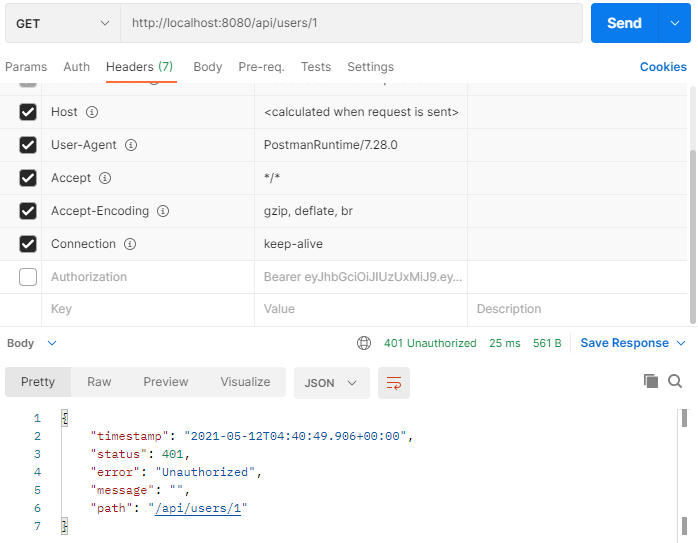 GET http://localhost:8080/api/users/1 Send
Params Auth Headers (7) Body Pre-req. Tests Settings Cookies
Host <calculated when request is sent>
User-Agent PostmanRuntime/7.28.0
Accept */*
Accept-Encoding gzip, deflate, br
Connection keep-alive
Authorization Bearer eyJhbGciOiJIUzUxMiJ9.ey...
Key Value Description
Body 401 Unauthorized 25 ms 561 B Save Response
Pretty Raw Preview Visualize JSON
1 {
2 "timestamp": "2021-05-12T04:40:49.906+00:00",
3 "status": 401,
4 "error": "Unauthorized",
5 "message": "",
6 "path": "/api/users/1"
7 }